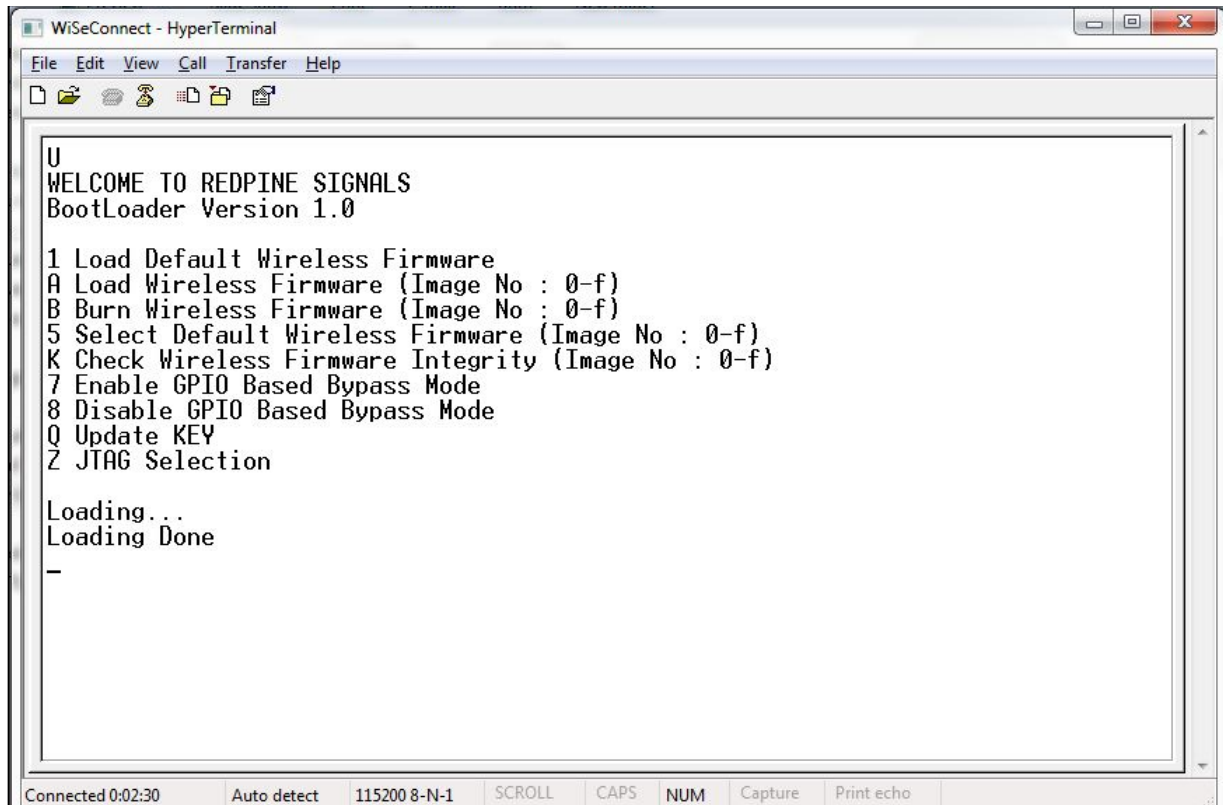 WiSeConnect - HyperTerminal
File Edit View Call Transfer Help
U
WELCOME TO REDPINE SIGNALS
BootLoader Version 1.0
1 Load Default Wireless Firmware
A Load Wireless Firmware (Image No : 0-f)
B Burn Wireless Firmware (Image No : 0-f)
5 Select Default Wireless Firmware (Image No : 0-f)
K Check Wireless Firmware Integrity (Image No : 0-f)
7 Enable GPIO Based Bypass Mode
8 Disable GPIO Based Bypass Mode
Q Update KEY
Z JTAG Selection
Loading...
Loading Done
_
Connected 0:02:30 Auto detect 115200 8-N-1 SCROLL CAPS NUM Capture Print echo